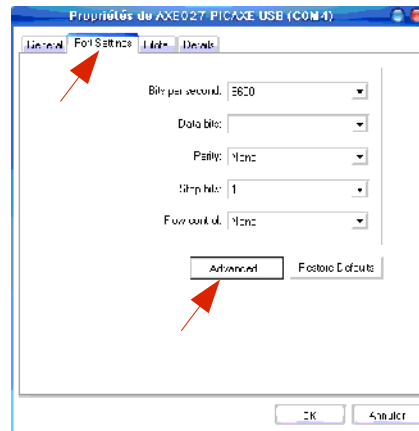 Propriétés de AXE027 PICAXE USB (COM4)
General Port Settings Pilote Details
Bits per second: 9600
Data bits:
Parity: None
Stop bits: 1
Flow control: None
Advanced Restore Defaults
OK Annuler